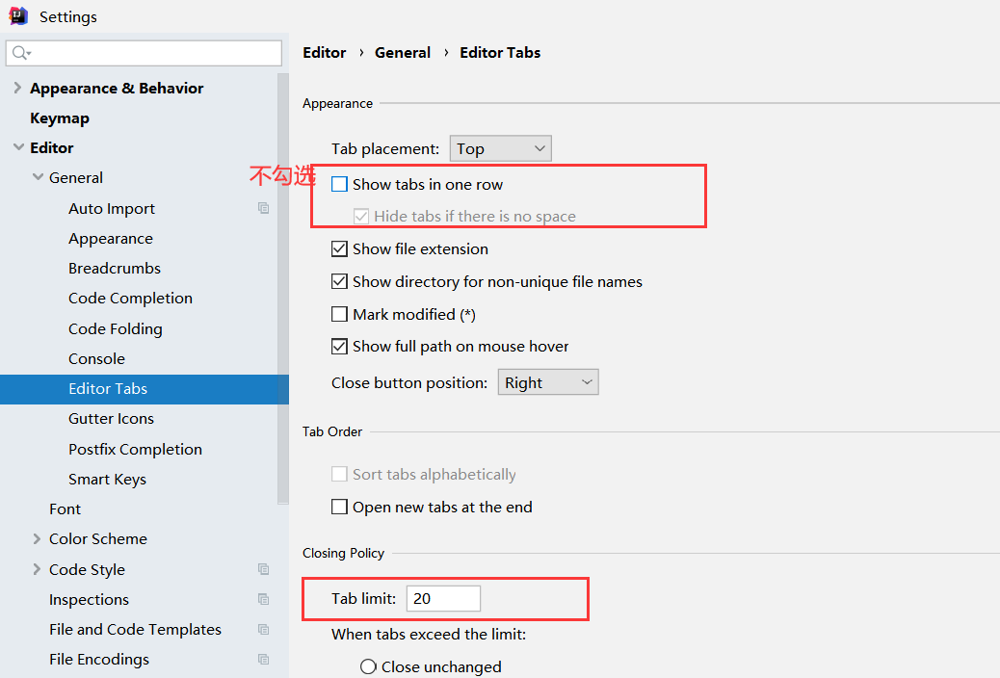 Settings
Appearance & Behavior
Keymap
Editor
General
Auto Import
Appearance
Breadcrumbs
Code Completion
Code Folding
Console
Editor Tabs
Gutter Icons
Postfix Completion
Smart Keys
Font
Color Scheme
Code Style
Inspections
File and Code Templates
File Encodings
Editor › General › Editor Tabs
Appearance
Tab placement: Top
不勾选
Show tabs in one row
Hide tabs if there is no space
Show file extension
Show directory for non-unique file names
Mark modified (*)
Show full path on mouse hover
Close button position: Right
Tab Order
Sort tabs alphabetically
Open new tabs at the end
Closing Policy
Tab limit: 20
When tabs exceed the limit:
Close unchanged